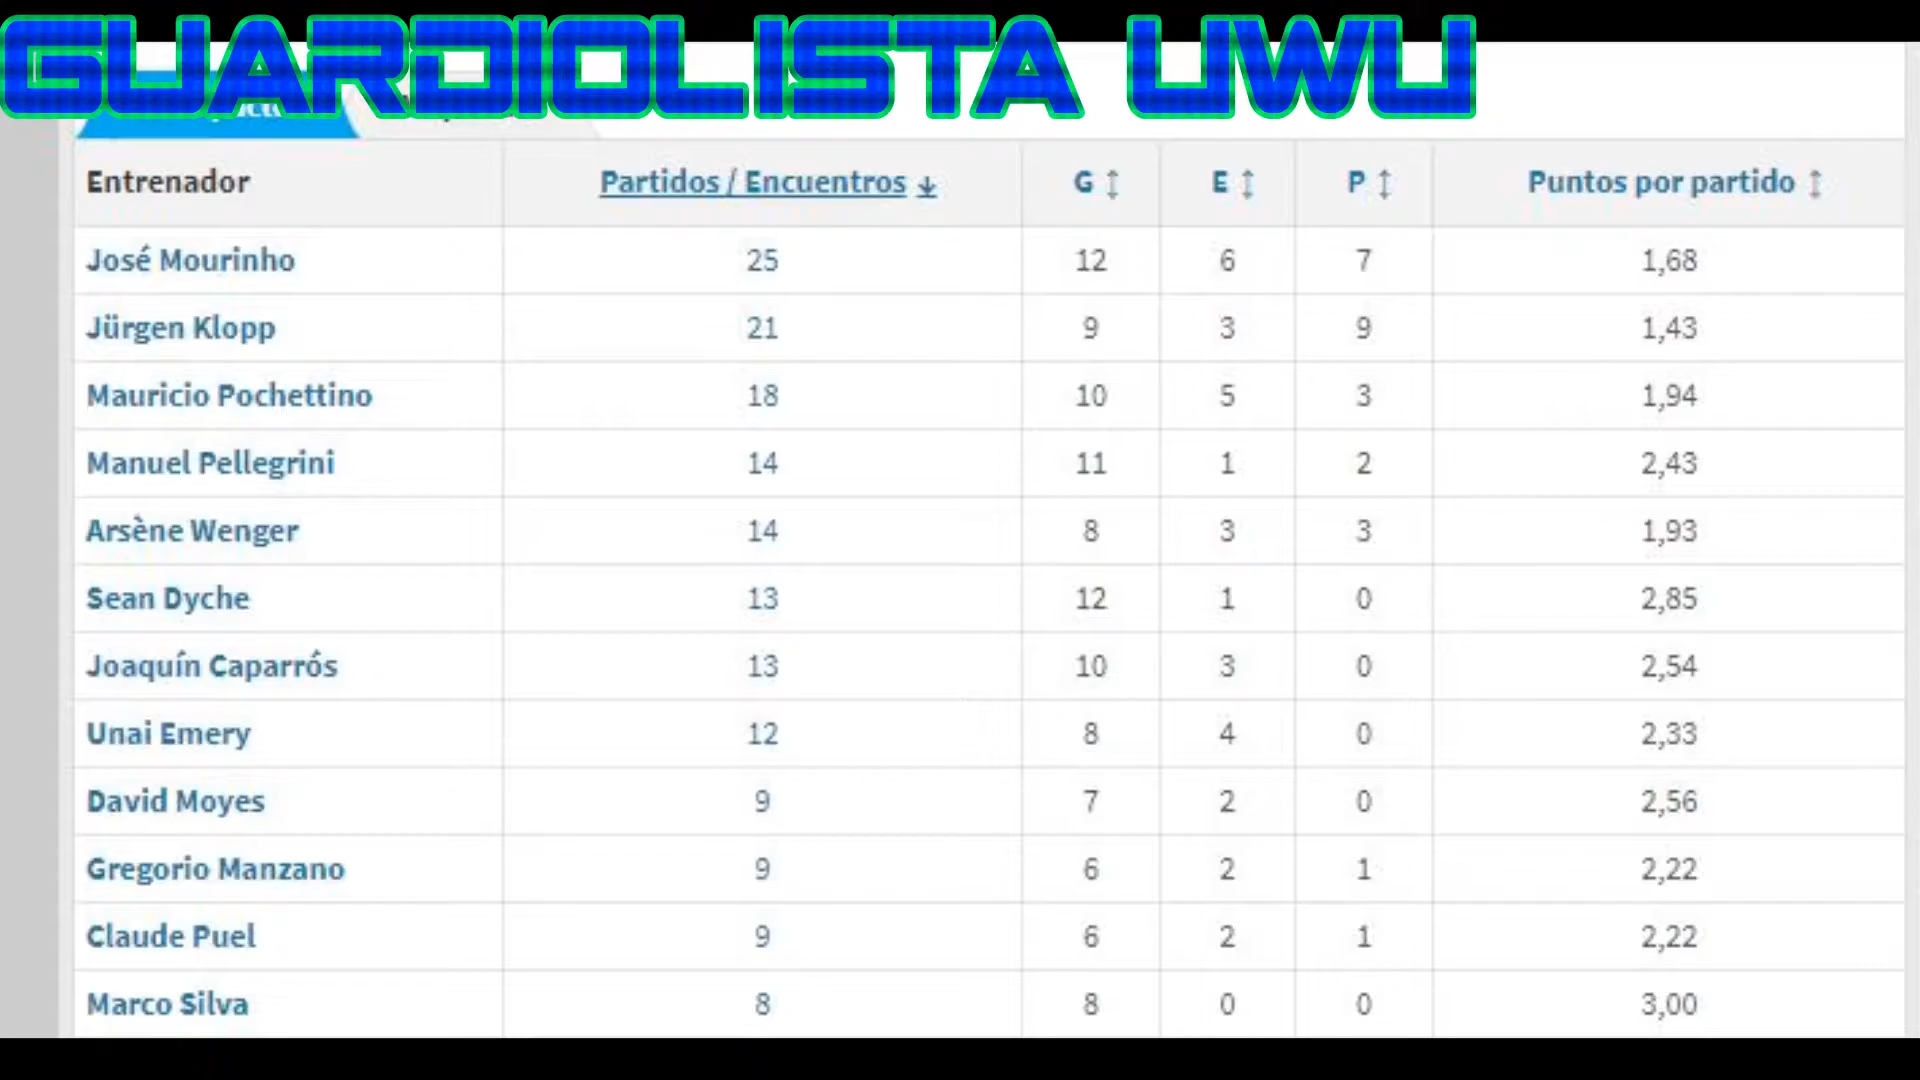 GUARDIOLISTA UWU
Entrenador Partidos / Encuentros G E P Puntos por partido
José Mourinho 25 12 6 7 1,68
Jürgen Klopp 21 9 3 9 1,43
Mauricio Pochettino 18 10 5 3 1,94
Manuel Pellegrini 14 11 1 2 2,43
Arsène Wenger 14 8 3 3 1,93
Sean Dyche 13 12 1 0 2,85
Joaquín Caparrós 13 10 3 0 2,54
Unai Emery 12 8 4 0 2,33
David Moyes 9 7 2 0 2,56
Gregorio Manzano 9 6 2 1 2,22
Claude Puel 9 6 2 1 2,22
Marco Silva 8 8 0 0 3,00